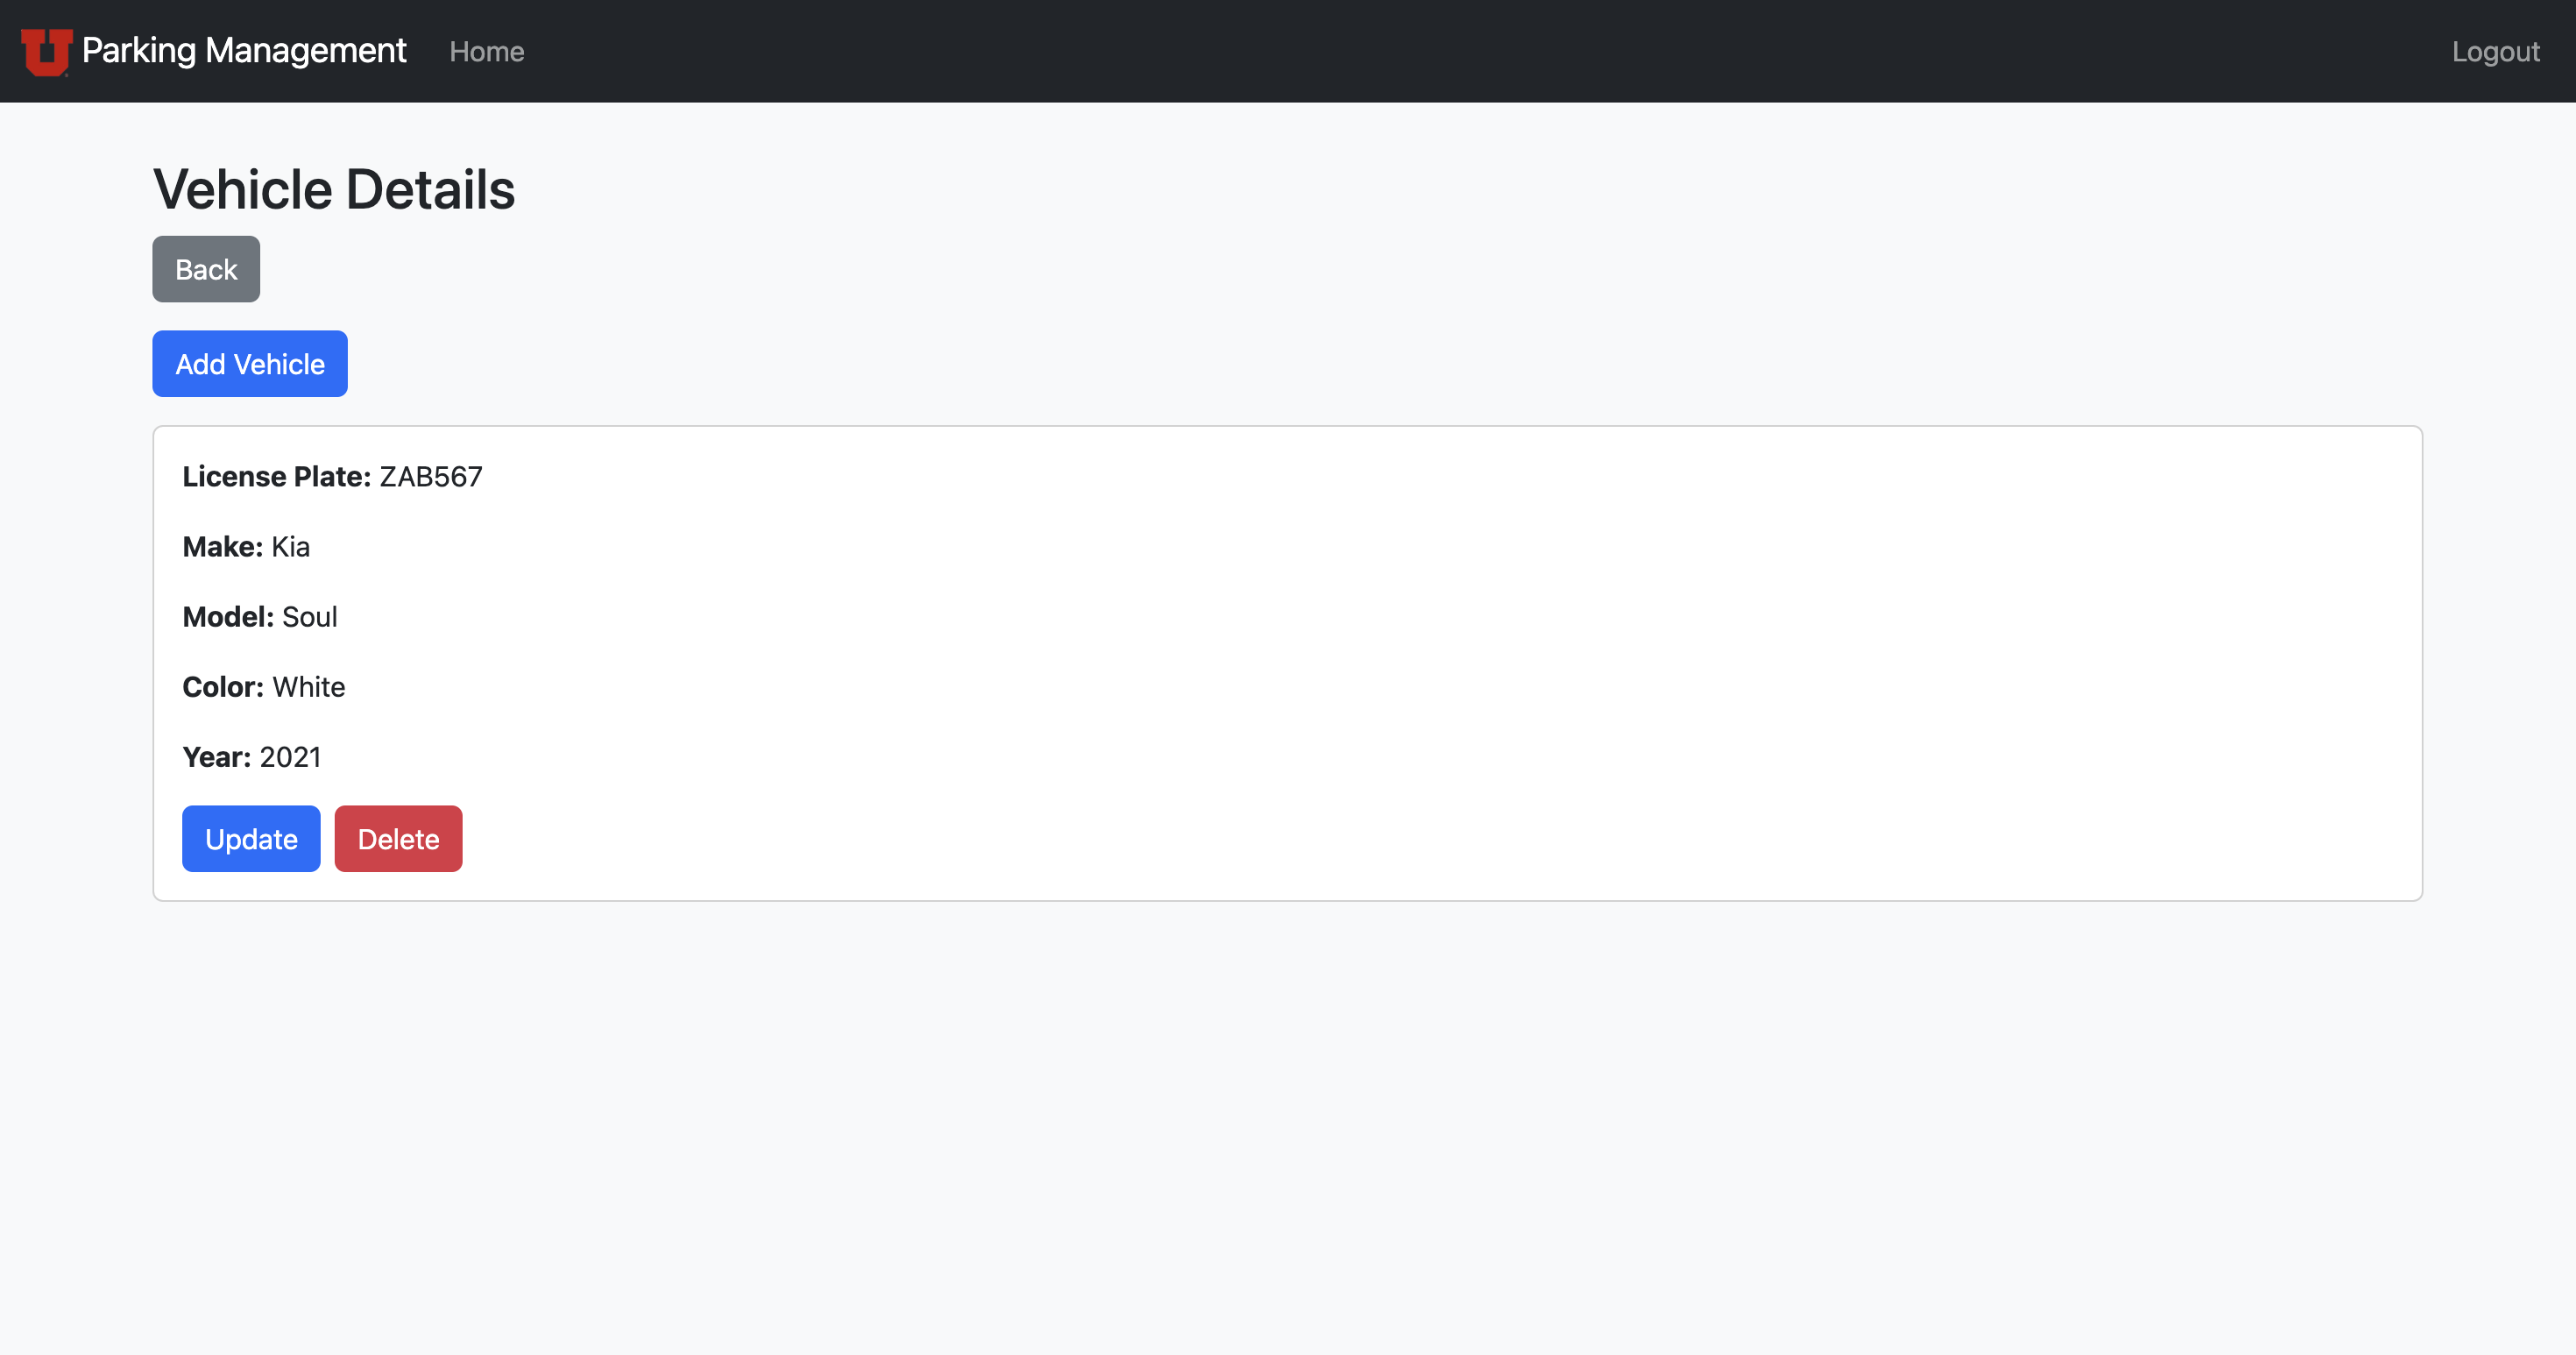 U Parking Management Home Logout
Vehicle Details
Back
Add Vehicle
License Plate: ZAB567
Make: Kia
Model: Soul
Color: White
Year: 2021
Update Delete